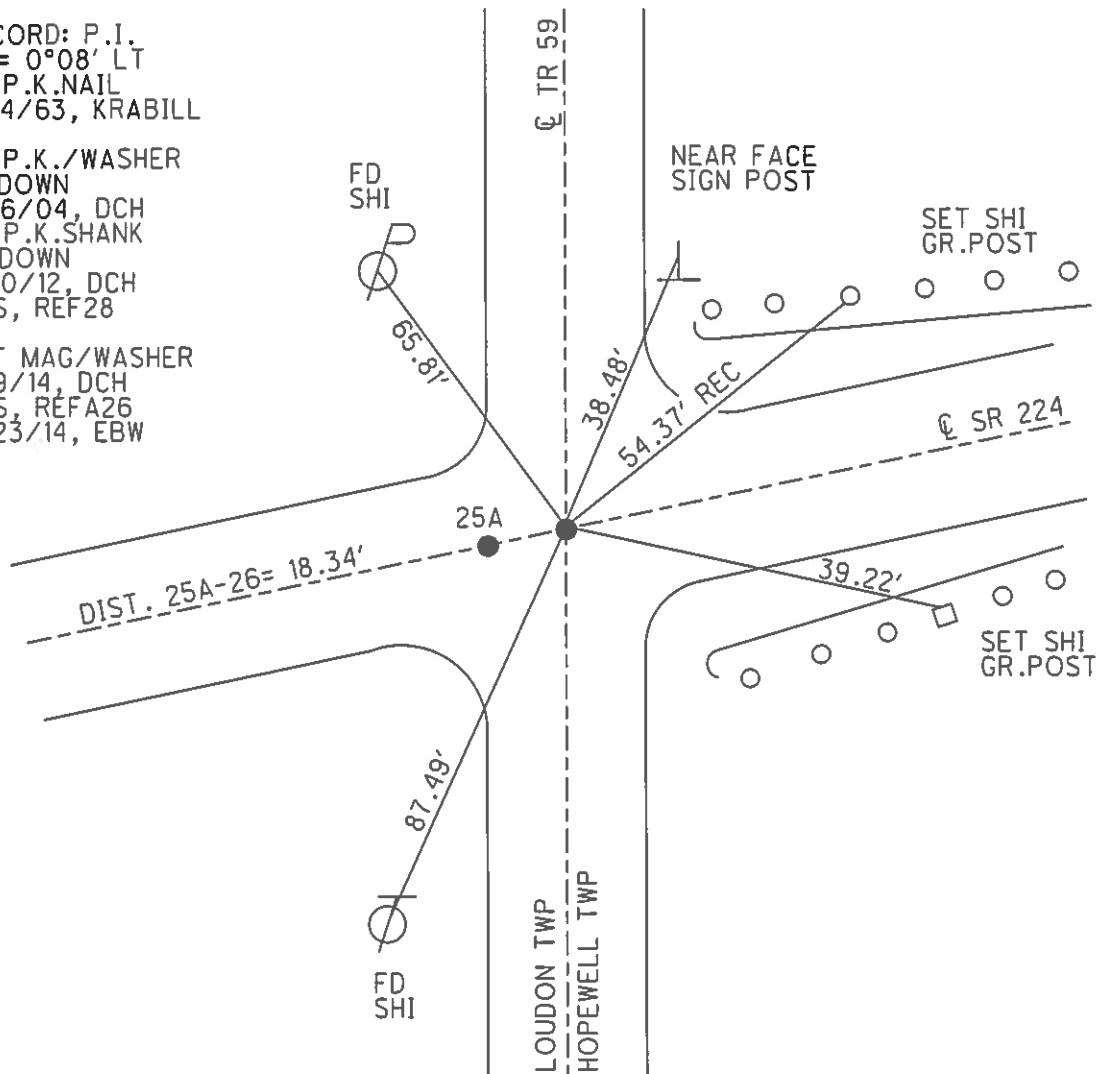 CORD: P.I.
= 0°08' LT
P.K.NAIL
4/63, KRABILL
P.K./WASHER
DOWN
6/04, DCH
P.K.SHANK
DOWN
0/12, DCH
S, REF28
T MAG/WASHER
9/14, DCH
S, REFA26
23/14, EBW
℄ TR 59
FD
SHI
NEAR FACE
SIGN POST
SET SHI
GR.POST
65.81'
38.48'
54.37' REC
℄ SR 224
25A
DIST. 25A-26= 18.34'
39.22'
SET SHI
GR.POST
87.49'
FD
SHI
LOUDON TWP
HOPEWELL TWP